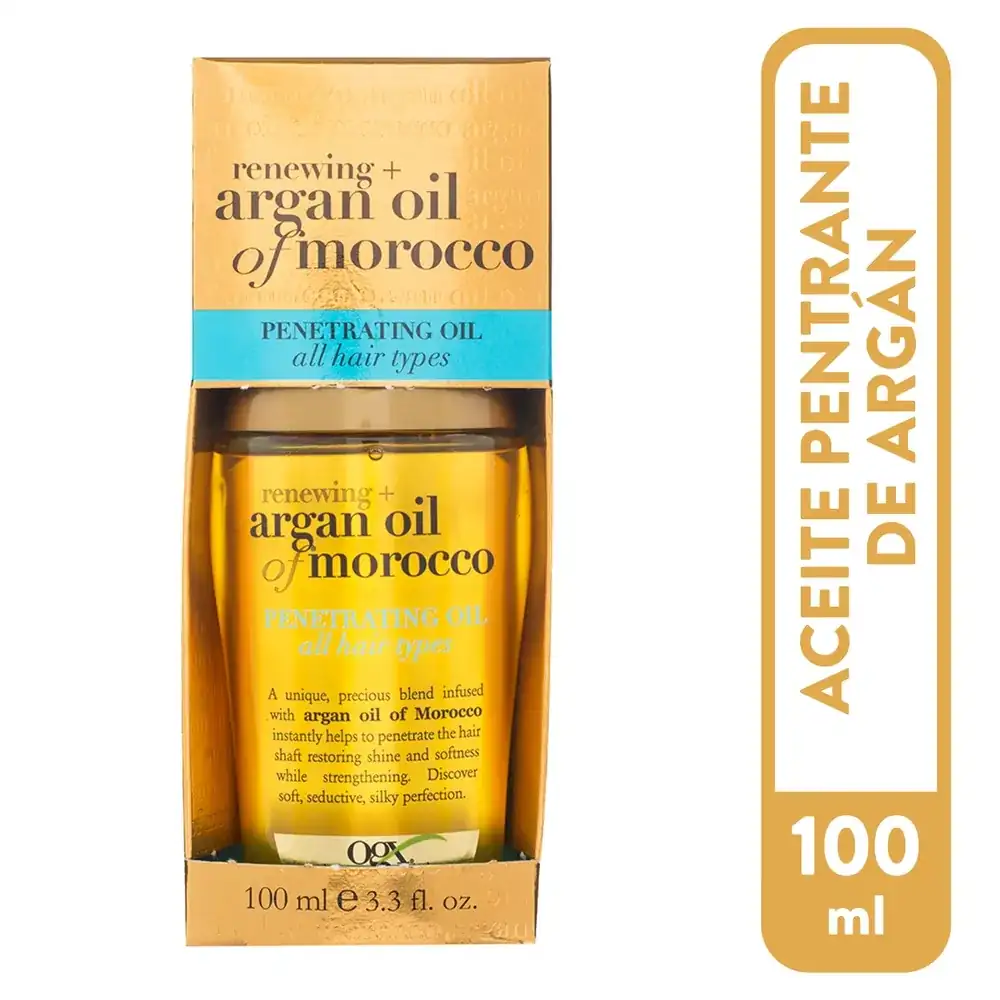 renewing +
argan oil
of morocco
PENETRATING OIL
all hair types
renewing +
argan oil
of morocco
PENETRATING OIL
all hair types
A unique, precious blend infused
with argan oil of Morocco
instantly helps to penetrate the hair
shaft restoring shine and softness
while strengthening. Discover
soft, seductive, silky perfection.
ogx
100 ml e 3.3 fl. oz.
ACEITE PENTRANTE
DE ARGÁN
100
ml